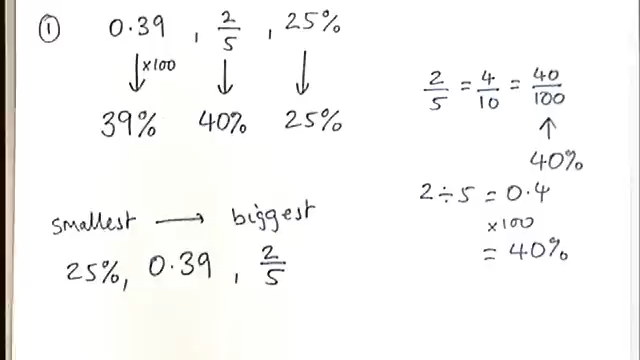 ① 0.39 , 2/5 , 25%
×100
39% 40% 25%
smallest → biggest
25%, 0.39 , 2/5
2/5 = 4/10 = 40/100
↑
40%
2 ÷ 5 = 0.4
×100
= 40%